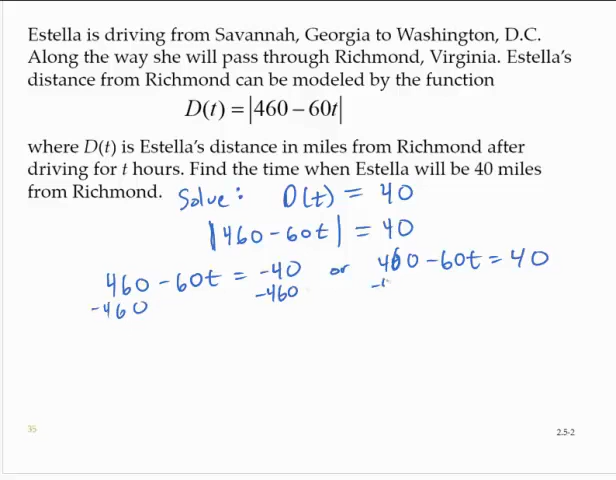 Estella is driving from Savannah, Georgia to Washington, D.C.
Along the way she will pass through Richmond, Virginia. Estella's
distance from Richmond can be modeled by the function
D(t) = |460 − 60t|
where D(t) is Estella's distance in miles from Richmond after
driving for t hours. Find the time when Estella will be 40 miles
from Richmond. Solve: D(t) = 40
|460 - 60t| = 40
460 - 60t = -40 or 460 - 60t = 40
-460 -460
35 2.5-2